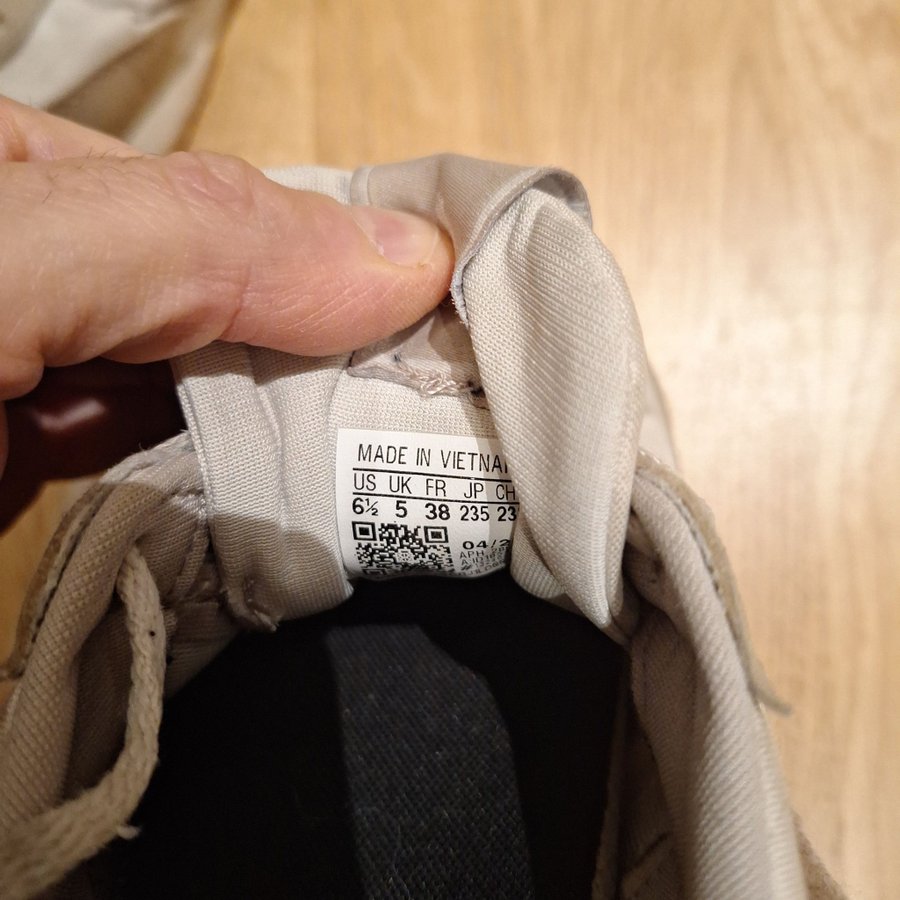 MADE IN VIETNA
US UK FR JP CH
6½ 5 38 235 23
04/2